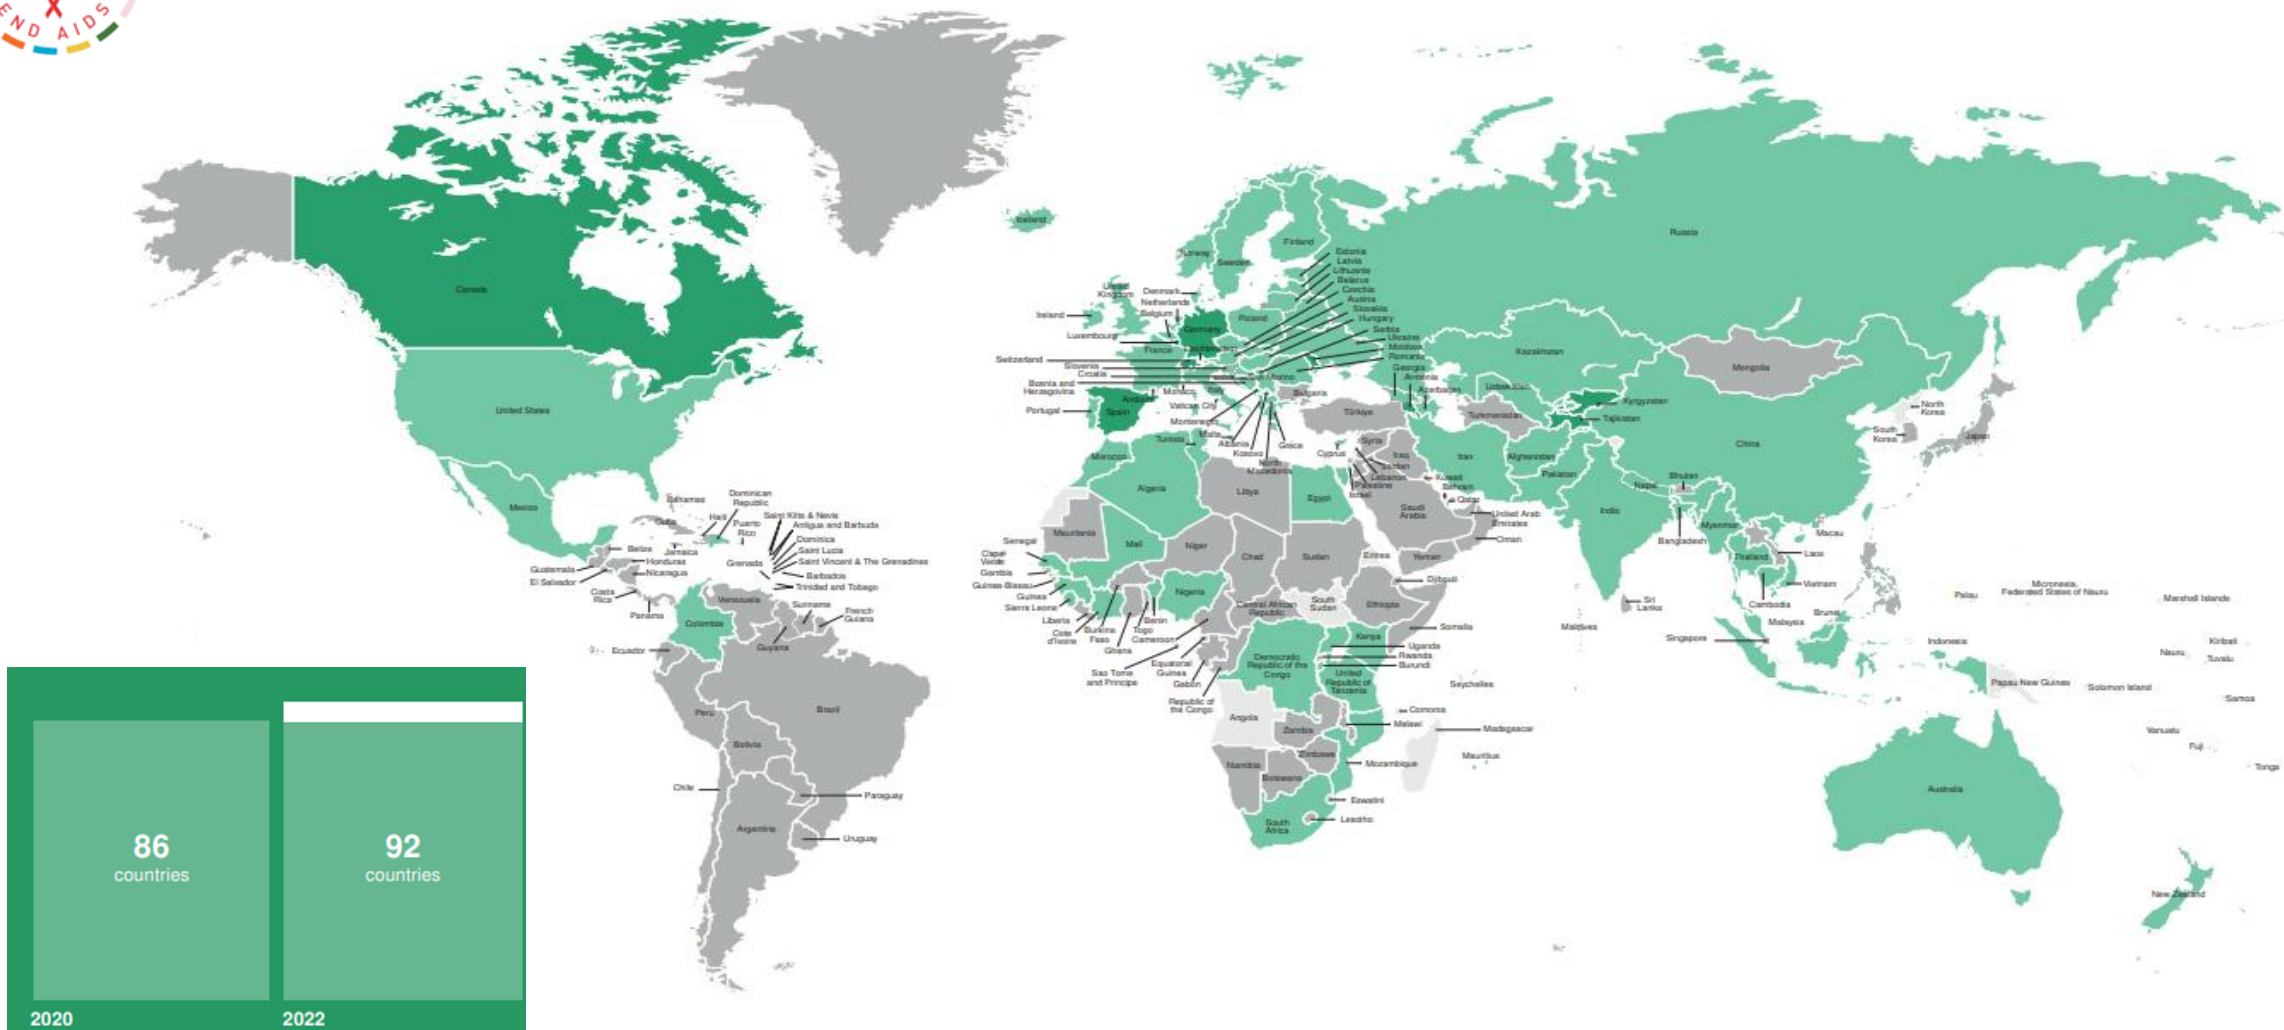 END AIDS
Canada
United States
Mexico
Bahamas
Dominican
Republic
Haiti
Cuba
Puerto
Rico
Saint Kitts & Nevis
Antigua and Barbuda
Dominica
Saint Lucia
Saint Vincent & The Grenadines
Barbados
Trinidad and Tobago
Grenada
Belize
Jamaica
Honduras
Guatemala
Nicaragua
El Salvador
Costa
Rica
Panama
Venezuela
Suriname
French
Guiana
Colombia
Guyana
Ecuador
Peru
Brazil
Bolivia
Chile
Paraguay
Argentina
Uruguay
Iceland
Norway
Sweden
Finland
Russia
Estonia
Latvia
Lithuania
Belarus
Czechia
Austria
Slovakia
Hungary
Serbia
Ukraine
Moldova
Romania
United
Kingdom
Denmark
Netherlands
Ireland
Belgium
Luxembourg
Germany
Poland
France
Switzerland
Slovenia
Croatia
Bosnia and
Herzegovina
San Marino
Portugal
Spain
Andorra
Monaco
Italy
Vatican City
Montenegro
Malta
Albania
Kosovo
North
Macedonia
Grece
Bulgaria
Türkiye
Cyprus
Georgia
Armenia
Azerbaijan
Kazakhstan
Uzbekistan
Turkmenistan
Kyrgyzstan
Tajikistan
Mongolia
China
North
Korea
South
Korea
Japan
Syria
Iraq
Jordan
Lebanon
Palestine
Israel
Iran
Afghanistan
Pakistan
Kuwait
Bahrein
Qatar
Saudi
Arabia
United Arab
Emirates
Oman
Yemen
Nepal
Bhutan
India
Bangladesh
Myanmar
Macau
Thailand
Laos
Vietnam
Cambodia
Sri
Lanka
Maldives
Malaysia
Brunei
Singapore
Indonesia
Morocco
Tunisia
Algeria
Libya
Egypt
Mauritania
Mali
Niger
Chad
Sudan
Eritrea
Djibouti
Senegal
Cape
Verde
Gambia
Guinea-Bissau
Guinea
Sierra Leone
Liberia
Cote
d'Ivoire
Burkina
Faso
Ghana
Togo
Benin
Nigeria
Cameroon
Central African
Republic
South
Sudan
Ethiopia
Somalia
Kenya
Uganda
Rwanda
Burundi
Sao Tome
and Principe
Equatorial
Guinea
Gabon
Republic of
the Congo
Democratic
Republic of the
Congo
United
Republic of
Tanzania
Seychelles
Comoros
Angola
Zambia
Malawi
Madagascar
Mauritius
Zimbabwe
Mozambique
Namibia
Botswana
Eswatini
South
Africa
Lesotho
Palau
Micronesia,
Federated States of Nauru
Marshall Islands
Kiribati
Nauru
Tuvalu
Papau New Guinea
Solomon Island
Samoa
Vanuatu
Fuji
Tonga
Australia
New Zealand
86
countries
92
countries
2020
2022